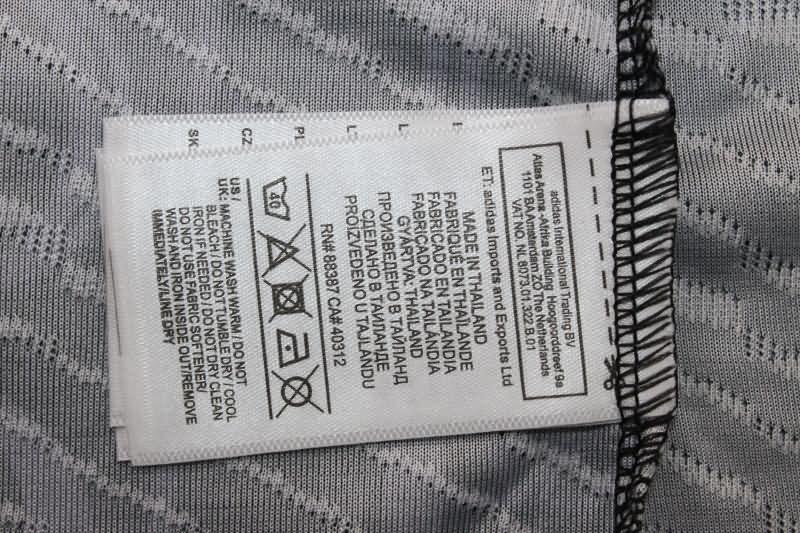 adidas International Trading BV
Atlas Arena -Afrika Building Hoogoorddreef 9a
1101 BA Amsterdam ZO The Netherlands
VAT NO. NL 8073.01.322 B.01
ET: adidas Imports and Exports Ltd
MADE IN THAILAND
FABRIQUÉ EN THAÏLANDE
FABRICADO EN TAILANDIA
FABRICADO NA TAILÂNDIA
GYÁRTVA: THAILAND
ПРОИЗВЕДЕНО В ТАЙЛАНД
СДЕЛАНО В ТАИЛАНДЕ
PROIZVEDENO U TAJLANDU
RN# 88387 CA# 40312
40
US /
UK: MACHINE WASH WARM / DO NOT
BLEACH / DO NOT TUMBLE DRY / COOL
IRON IF NEEDED / DO NOT DRY CLEAN
DO NOT USE FABRIC SOFTENER/
WASH AND IRON INSIDE OUT/REMOVE
IMMEDIATELY/LINE DRY
PL
CZ
SK